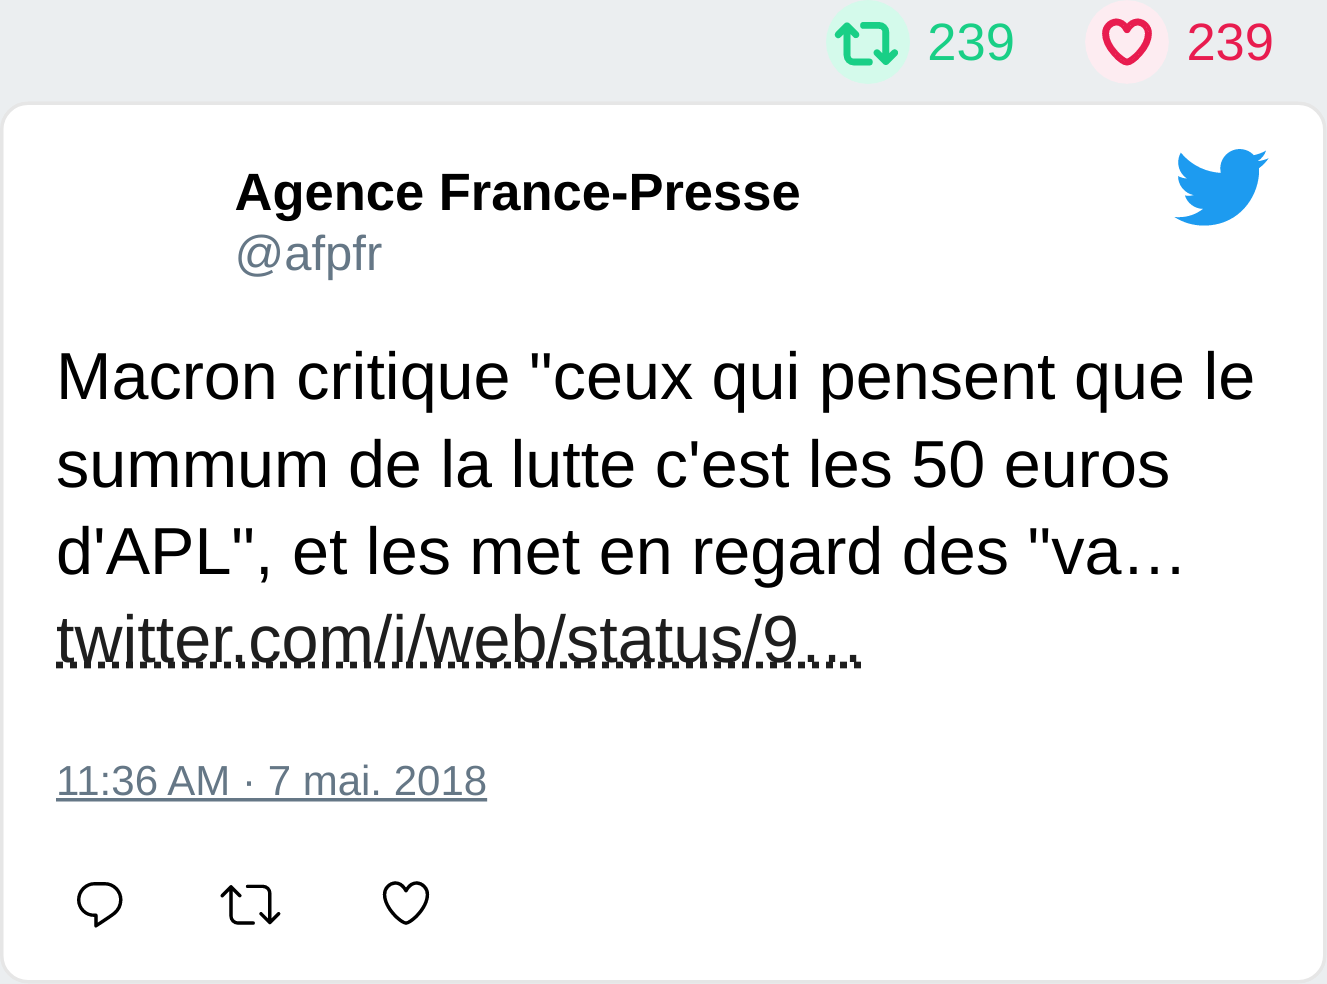 239 239
Agence France-Presse
@afpfr
Macron critique "ceux qui pensent que le
summum de la lutte c'est les 50 euros
d'APL", et les met en regard des "va…
twitter.com/i/web/status/9…
11:36 AM · 7 mai. 2018